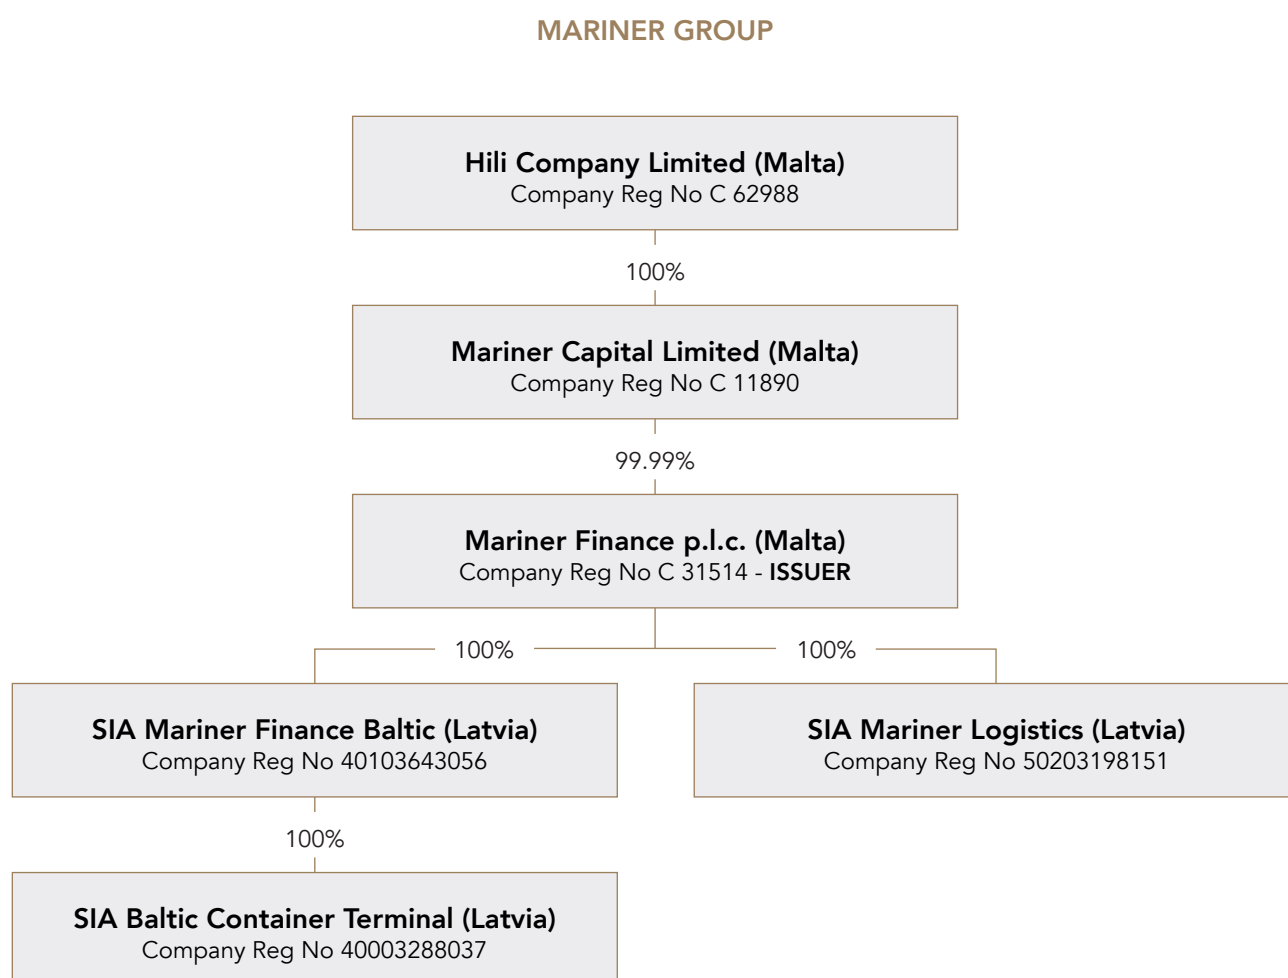 MARINER GROUP
Hili Company Limited (Malta)
Company Reg No C 62988
100%
Mariner Capital Limited (Malta)
Company Reg No C 11890
99.99%
Mariner Finance p.l.c. (Malta)
Company Reg No C 31514 - ISSUER
100%
100%
SIA Mariner Finance Baltic (Latvia)
Company Reg No 40103643056
SIA Mariner Logistics (Latvia)
Company Reg No 50203198151
100%
SIA Baltic Container Terminal (Latvia)
Company Reg No 40003288037